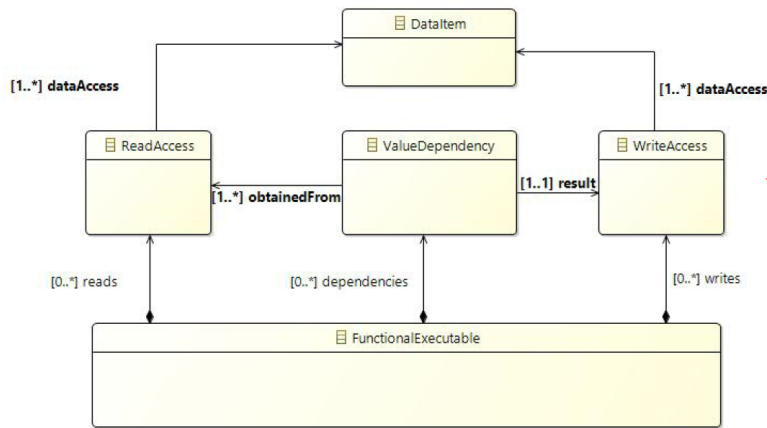 DataItem
[1..*] dataAccess
[1..*] dataAccess
ReadAccess
ValueDependency
WriteAccess
[1..*] obtainedFrom
[1..1] result
[0..*] reads
[0..*] dependencies
[0..*] writes
FunctionalExecutable